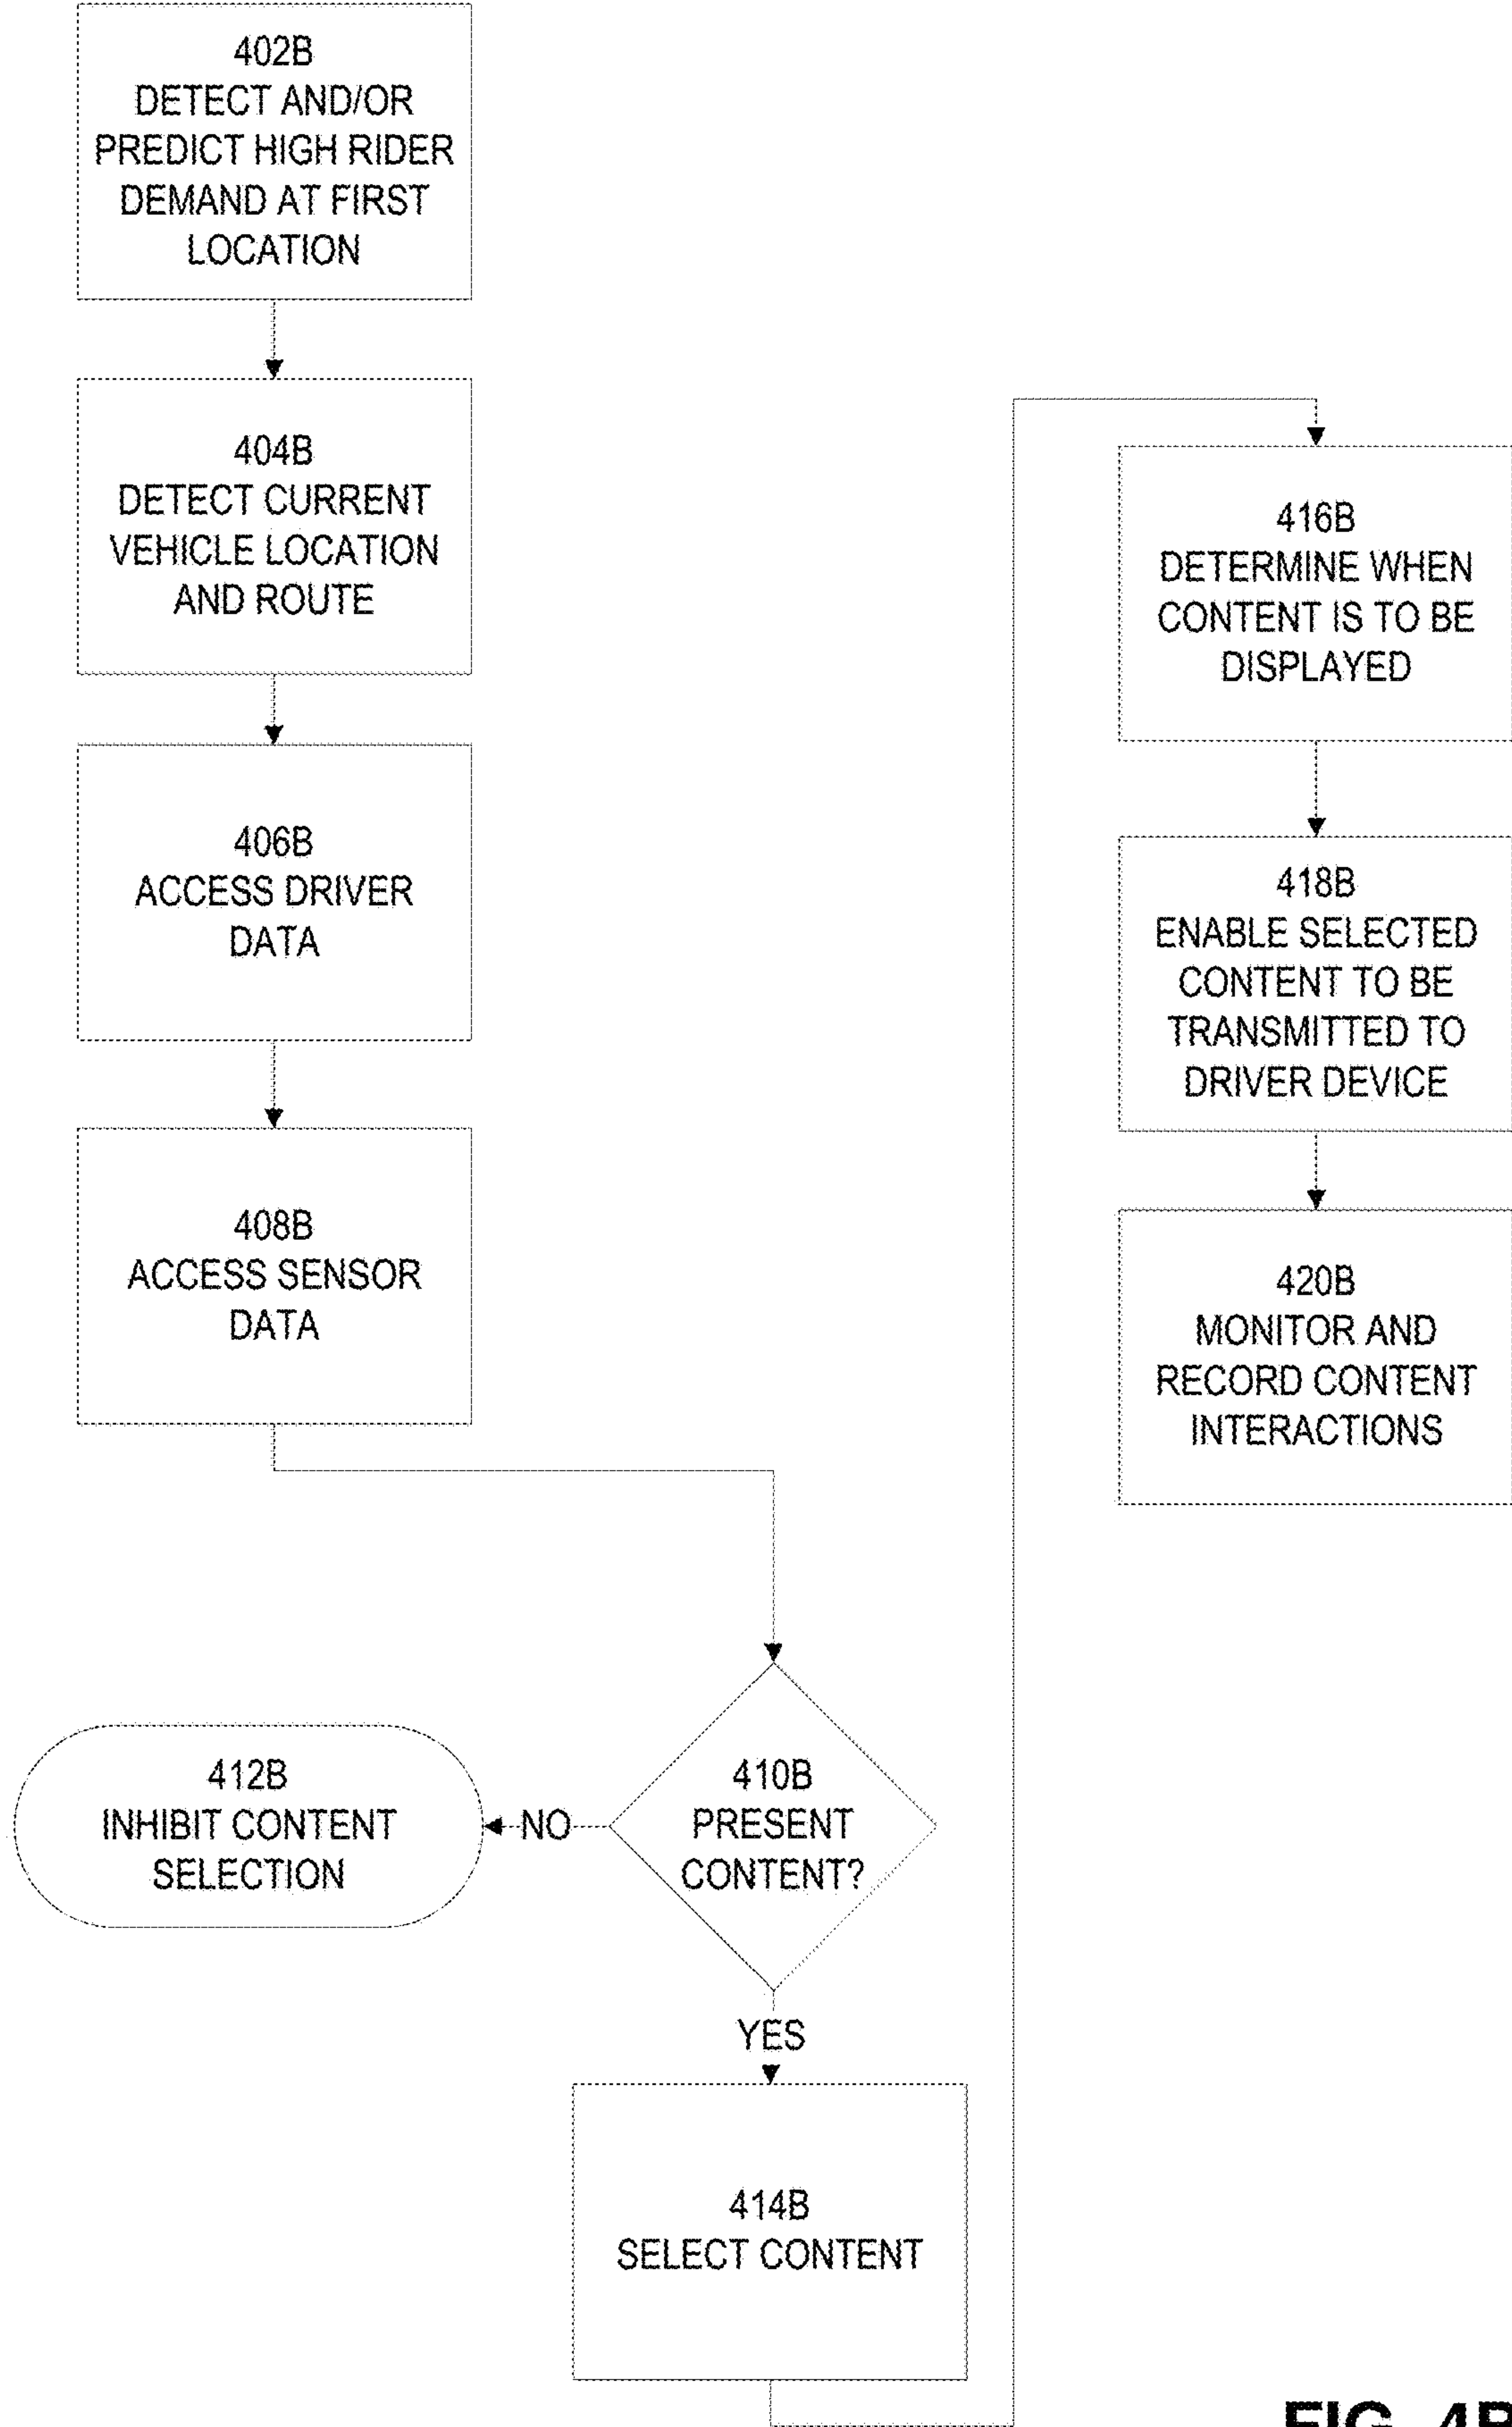 402B
DETECT AND/OR
PREDICT HIGH RIDER
DEMAND AT FIRST
LOCATION
404B
DETECT CURRENT
VEHICLE LOCATION
AND ROUTE
406B
ACCESS DRIVER
DATA
408B
ACCESS SENSOR
DATA
410B
PRESENT
CONTENT?
NO
412B
INHIBIT CONTENT
SELECTION
YES
414B
SELECT CONTENT
416B
DETERMINE WHEN
CONTENT IS TO BE
DISPLAYED
418B
ENABLE SELECTED
CONTENT TO BE
TRANSMITTED TO
DRIVER DEVICE
420B
MONITOR AND
RECORD CONTENT
INTERACTIONS
FIG. 4B